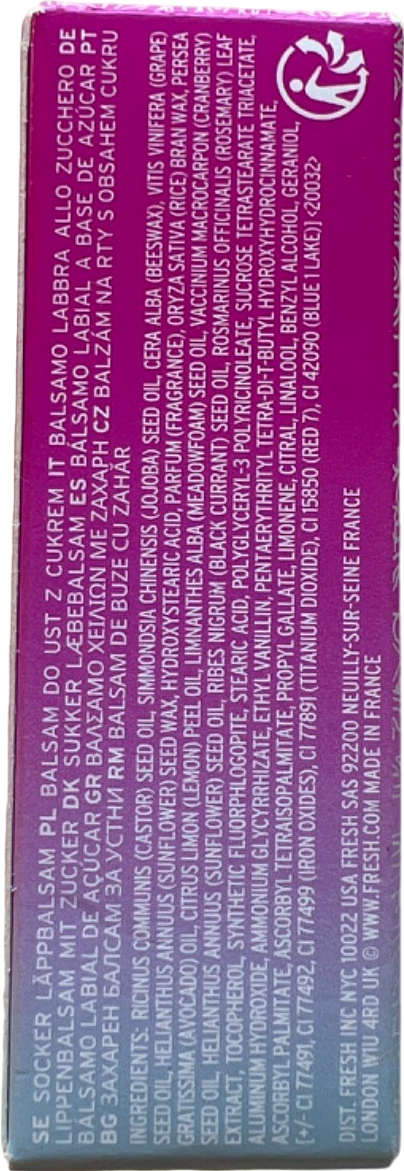 SE SOCKER LÄPPBALSAM PL BALSAM DO UST Z CUKREM IT BALSAMO LABBRA ALLO ZUCCHERO DE
LIPPENBALSAM MIT ZUCKER DK SUKKER LÆBEBALSAM ES BÁLSAMO LABIAL A BASE DE AZÚCAR PT
BÁLSAMO LABIAL DE AÇÚCAR GR ΒΑΛΣΑΜΟ ΧΕΙΛΙΩΝ ΜΕ ΖΑΧΑΡΗ CZ BALZÁM NA RTY S OBSAHEM CUKRU
BG ЗАХАРЕН БАЛСАМ ЗА УСТНИ RM BALSAM DE BUZE CU ZAHĂR
INGREDIENTS: RICINUS COMMUNIS (CASTOR) SEED OIL, SIMMONDSIA CHINENSIS (JOJOBA) SEED OIL, CERA ALBA (BEESWAX), VITIS VINIFERA (GRAPE)
SEED OIL, HELIANTHUS ANNUUS (SUNFLOWER) SEED WAX, HYDROXYSTEARIC ACID, PARFUM (FRAGRANCE), ORYZA SATIVA (RICE) BRAN WAX, PERSEA
GRATISSIMA (AVOCADO) OIL, CITRUS LIMON (LEMON) PEEL OIL, LIMNANTHES ALBA (MEADOWFOAM) SEED OIL, VACCINIUM MACROCARPON (CRANBERRY)
SEED OIL, HELIANTHUS ANNUUS (SUNFLOWER) SEED OIL, RIBES NIGRUM (BLACK CURRANT) SEED OIL, ROSMARINUS OFFICINALIS (ROSEMARY) LEAF
EXTRACT, TOCOPHEROL, SYNTHETIC FLUORPHLOGOPITE, STEARIC ACID, POLYGLYCERYL-3 POLYRICINOLEATE, SUCROSE TETRASTEARATE TRIACETATE,
ALUMINUM HYDROXIDE, AMMONIUM GLYCYRRHIZATE, ETHYL VANILLIN, PENTAERYTHRITYL TETRA-DI-T-BUTYL HYDROXYHYDROCINNAMATE,
ASCORBYL PALMITATE, ASCORBYL TETRAISOPALMITATE, PROPYL GALLATE, LIMONENE, CITRAL, LINALOOL, BENZYL ALCOHOL, GERANIOL,
[+/- CI 77491, CI 77492, CI 77499 (IRON OXIDES), CI 77891 (TITANIUM DIOXIDE), CI 15850 (RED 7), CI 42090 (BLUE 1 LAKE)] <20032>
DIST. FRESH INC NYC 10022 USA FRESH SAS 92200 NEUILLY-SUR-SEINE FRANCE
LONDON W1U 4RD UK © WWW.FRESH.COM MADE IN FRANCE